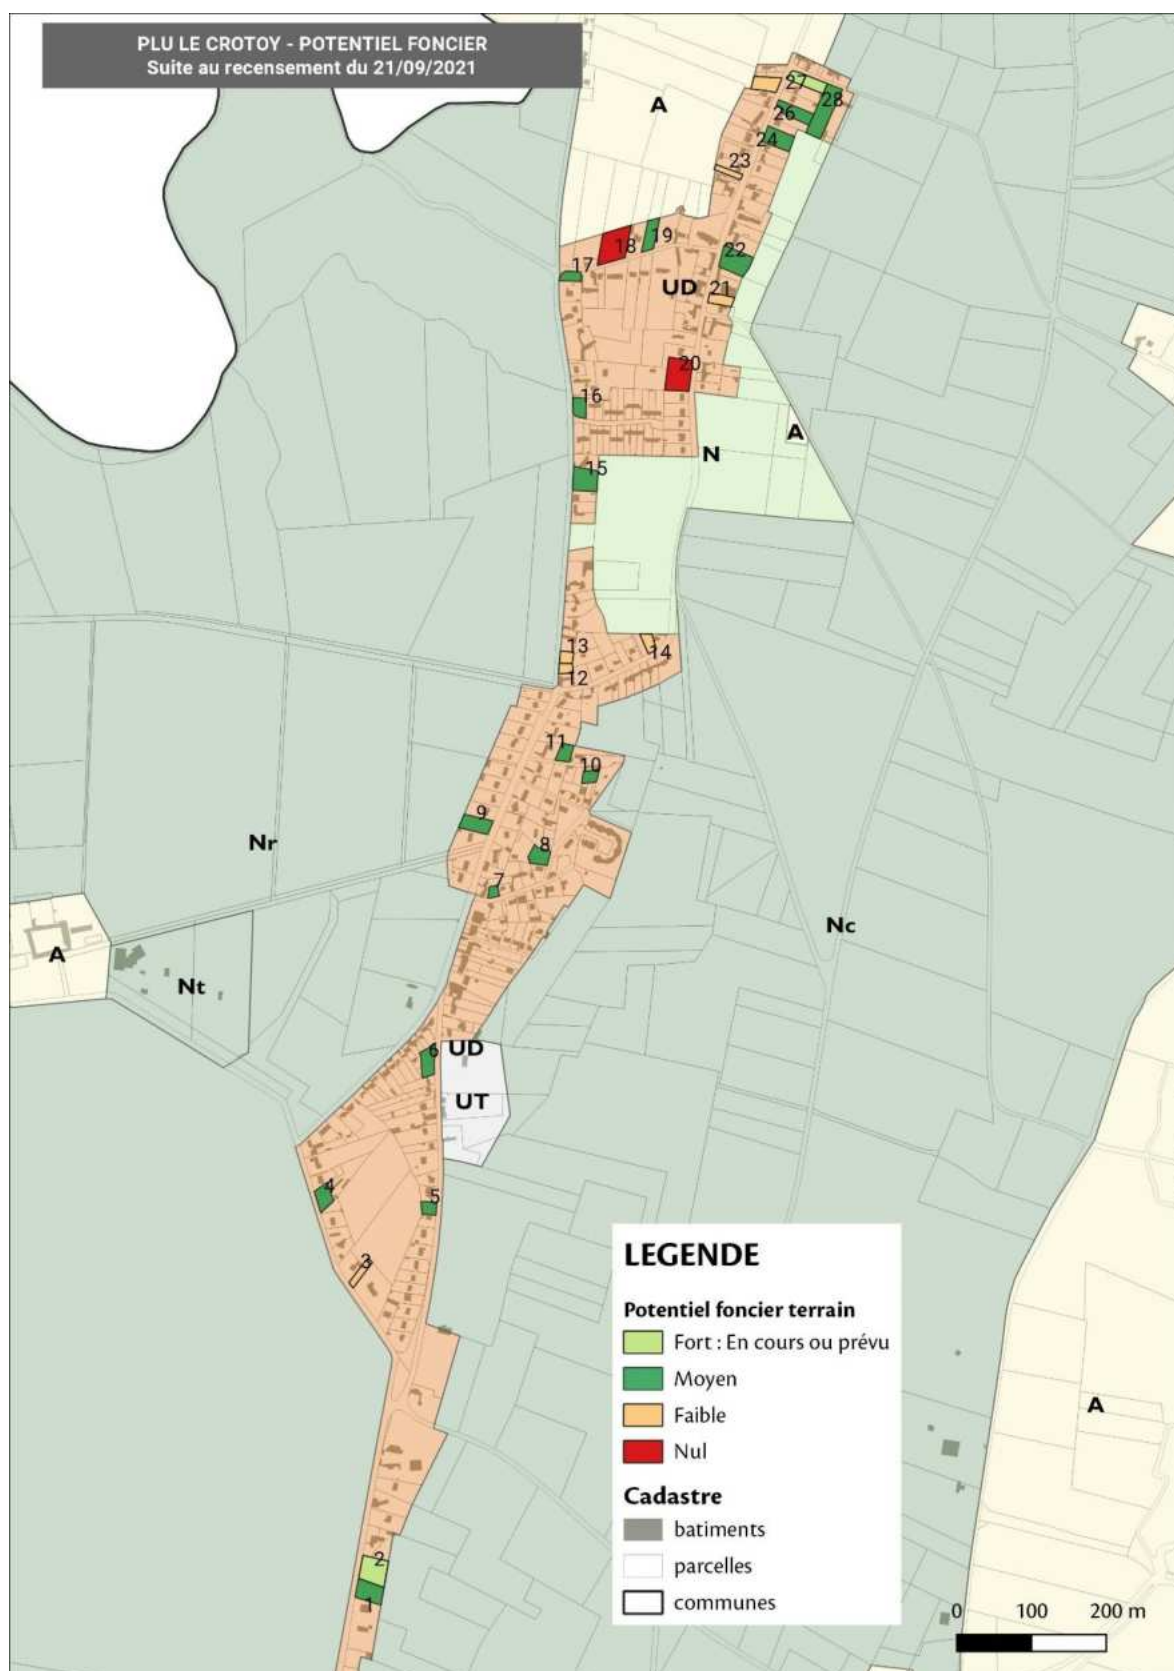 PLU LE CROTOY - POTENTIEL FONCIER
Suite au recensement du 21/09/2021
27
28
A
26
24
23
19
18
22
17
UD
21
20
16
A
N
15
13
14
12
11
10
9
Nr
8
7
Nc
A
Nt
6
UD
UT
4
5
3
LEGENDE
Potentiel foncier terrain
Fort : En cours ou prévu
Moyen
Faible
Nul
A
Cadastre
batiments
parcelles
communes
2
1
0 100 200 m